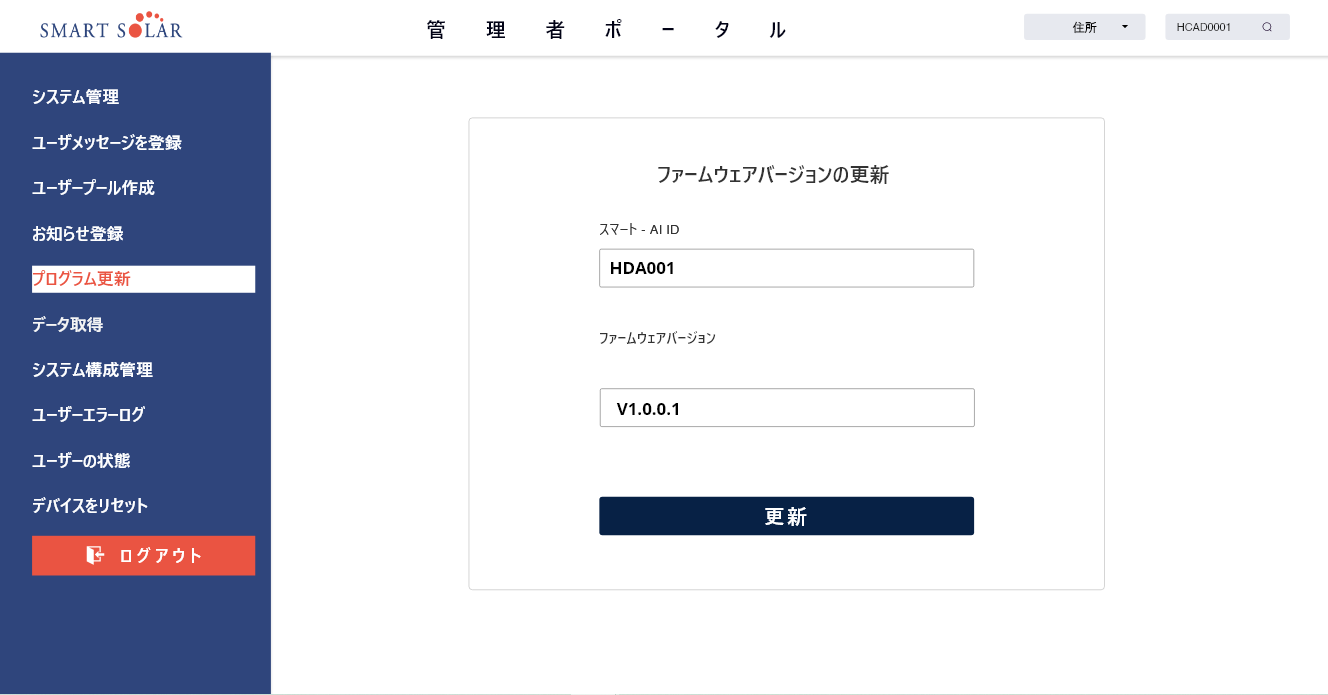 SMART SOLAR
管理者ポータル
住所
HCAD0001
システム管理
ユーザメッセージを登録
ユーザープール作成
お知らせ登録
プログラム更新
データ取得
システム構成管理
ユーザーエラーログ
ユーザーの状態
デバイスをリセット
ログアウト
ファームウェアバージョンの更新
スマート - AI ID
HDA001
ファームウェアバージョン
V1.0.0.1
更新